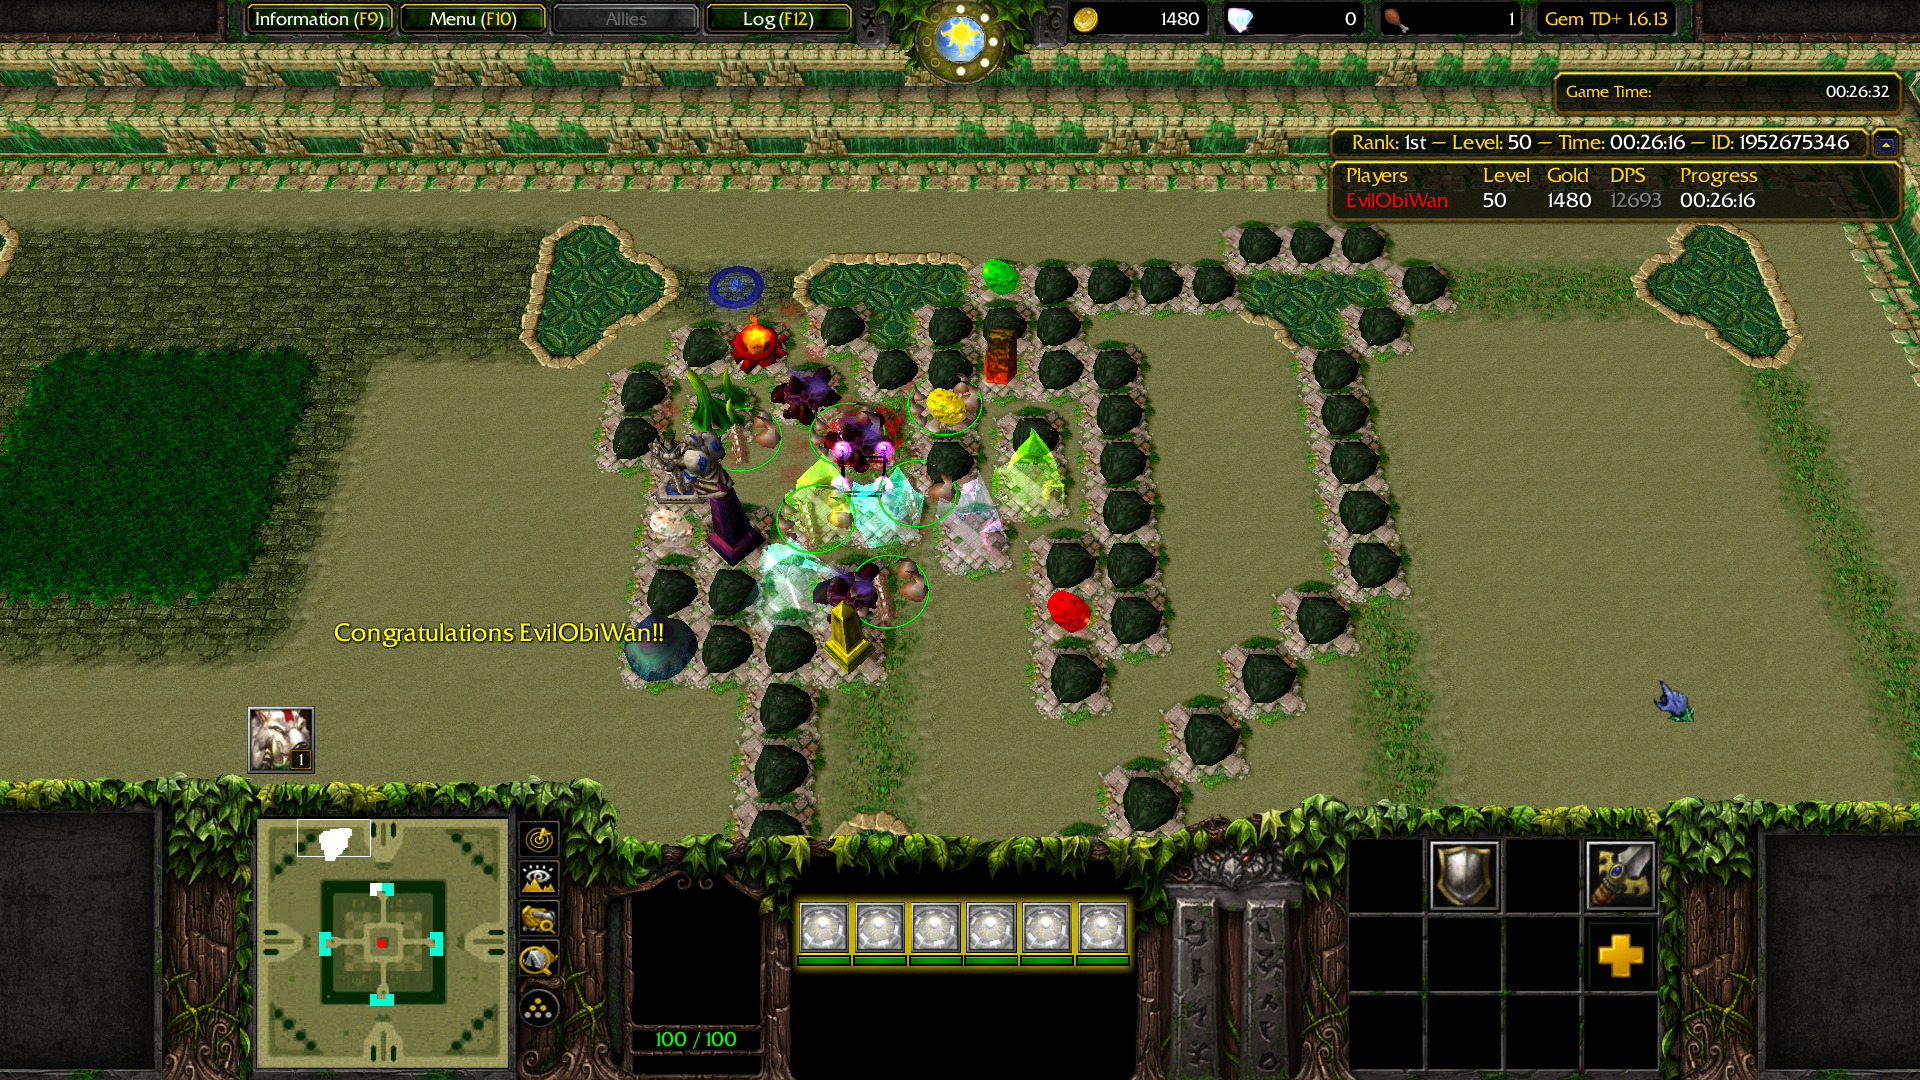 Information (F9) Menu (F10) Allies Log (F12) 1480 0 1 Gem TD+ 1.6.13
Game Time: 00:26:32
Rank: 1st — Level: 50 — Time: 00:26:16 — ID: 1952675346
Players Level Gold DPS Progress
EvilObiWan 50 1480 12693 00:26:16
Congratulations EvilObiWan!!
1
100 / 100